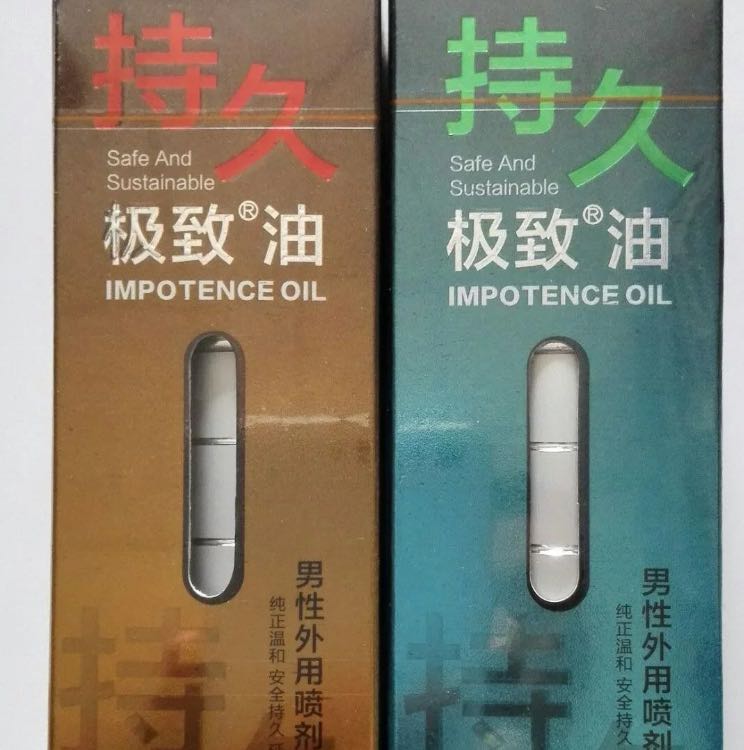 持久
Safe And
Sustainable
极致®油
IMPOTENCE OIL
男性外用喷剂
纯正温和 安全持久
持
持久
Safe And
Sustainable
极致®油
IMPOTENCE OIL
男性外用喷剂
纯正温和 安全持久
持